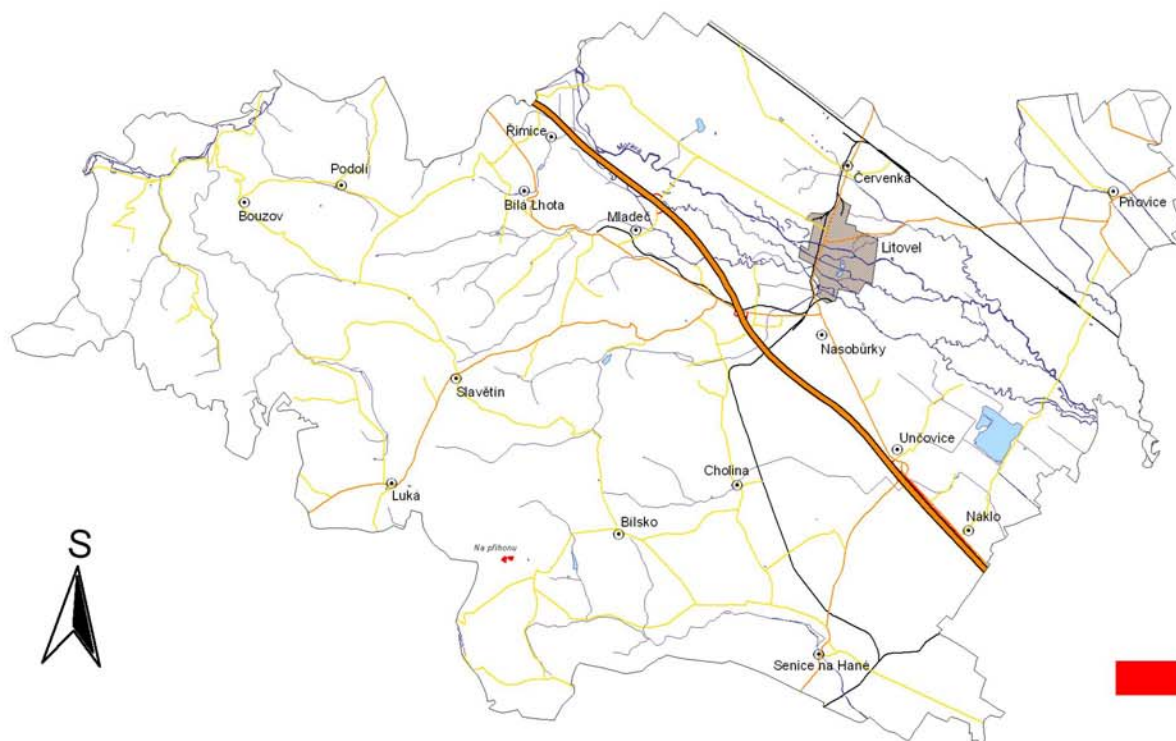 Řimice
Červenka
Podolí
Pňovice
Bílá Lhota
Bouzov
Morava
Mladeč
Litovel
Nasobůrky
Slavětín
Unčovice
Cholina
Luká
Bílsko
Náklo
Na příhonu
S
Senice na Hané